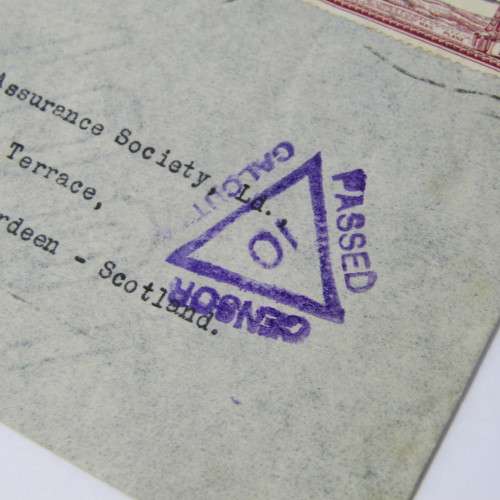 Assurance Society, Ld.,
Terrace,
rdeen - Scotland.
PASSED
CENSOR
CALCUTTA
10